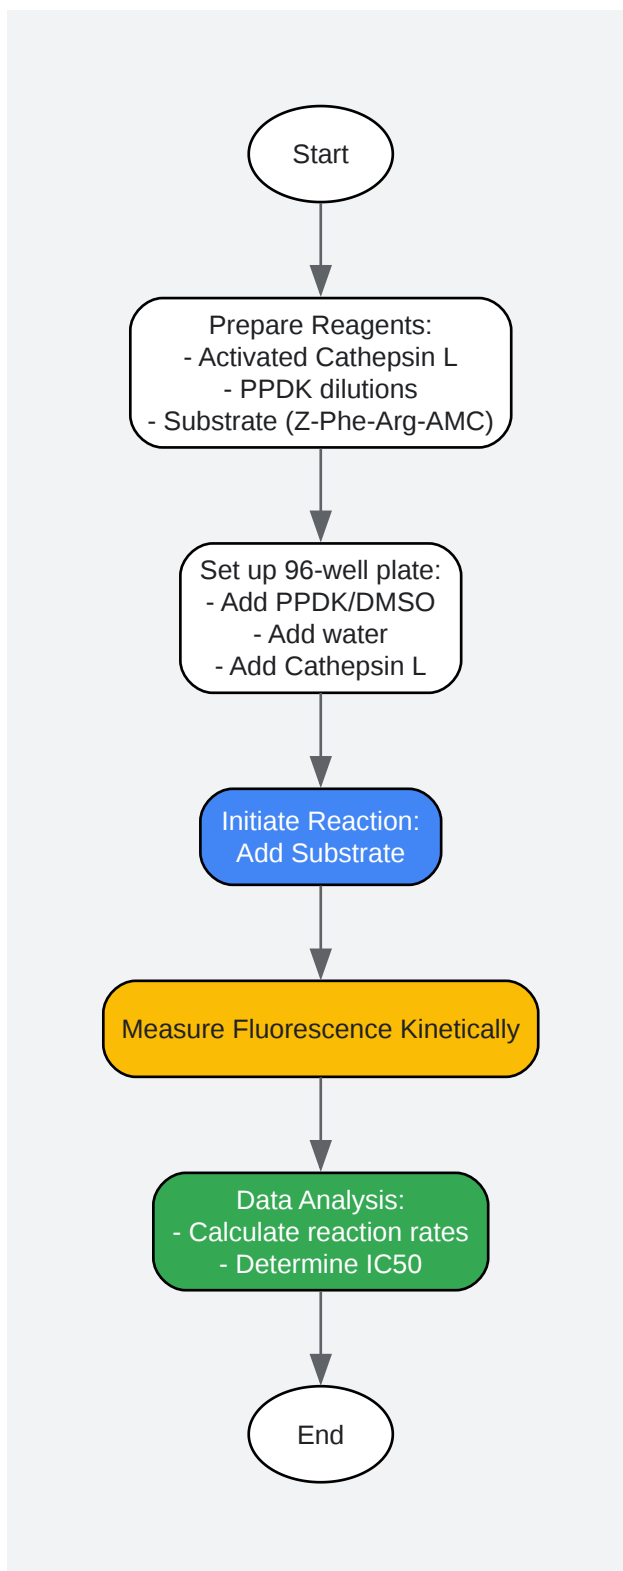 Start
Prepare Reagents:
- Activated Cathepsin L
- PPDK dilutions
- Substrate (Z-Phe-Arg-AMC)
Set up 96-well plate:
- Add PPDK/DMSO
- Add water
- Add Cathepsin L
Initiate Reaction:
Add Substrate
Measure Fluorescence Kinetically
Data Analysis:
- Calculate reaction rates
- Determine IC50
End